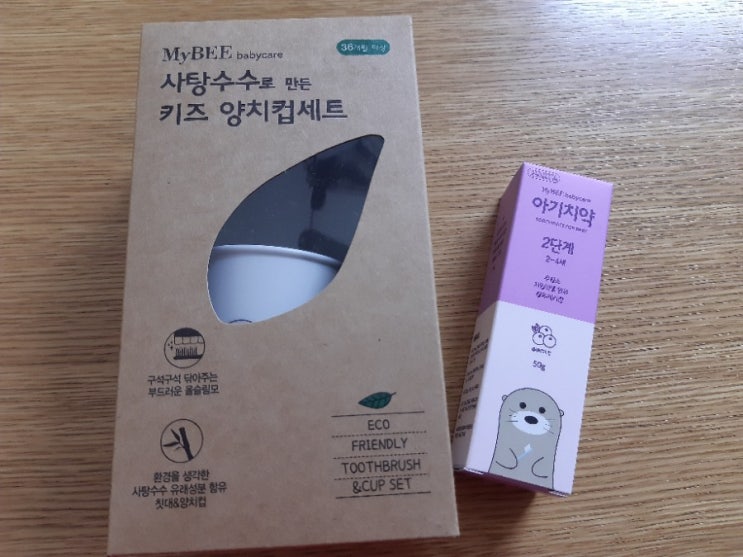 MyBEE babycare
36개월 이상
사탕수수로 만든
키즈 양치컵세트
구석구석 닦아주는
부드러운 올슬림모
환경을 생각한
사탕수수 유래성분 함유
칫대&양치컵
ECO
FRIENDLY
TOOTHBRUSH
&CUP SET
MyBEE babycare
아기치약
2단계
2~4세
50g